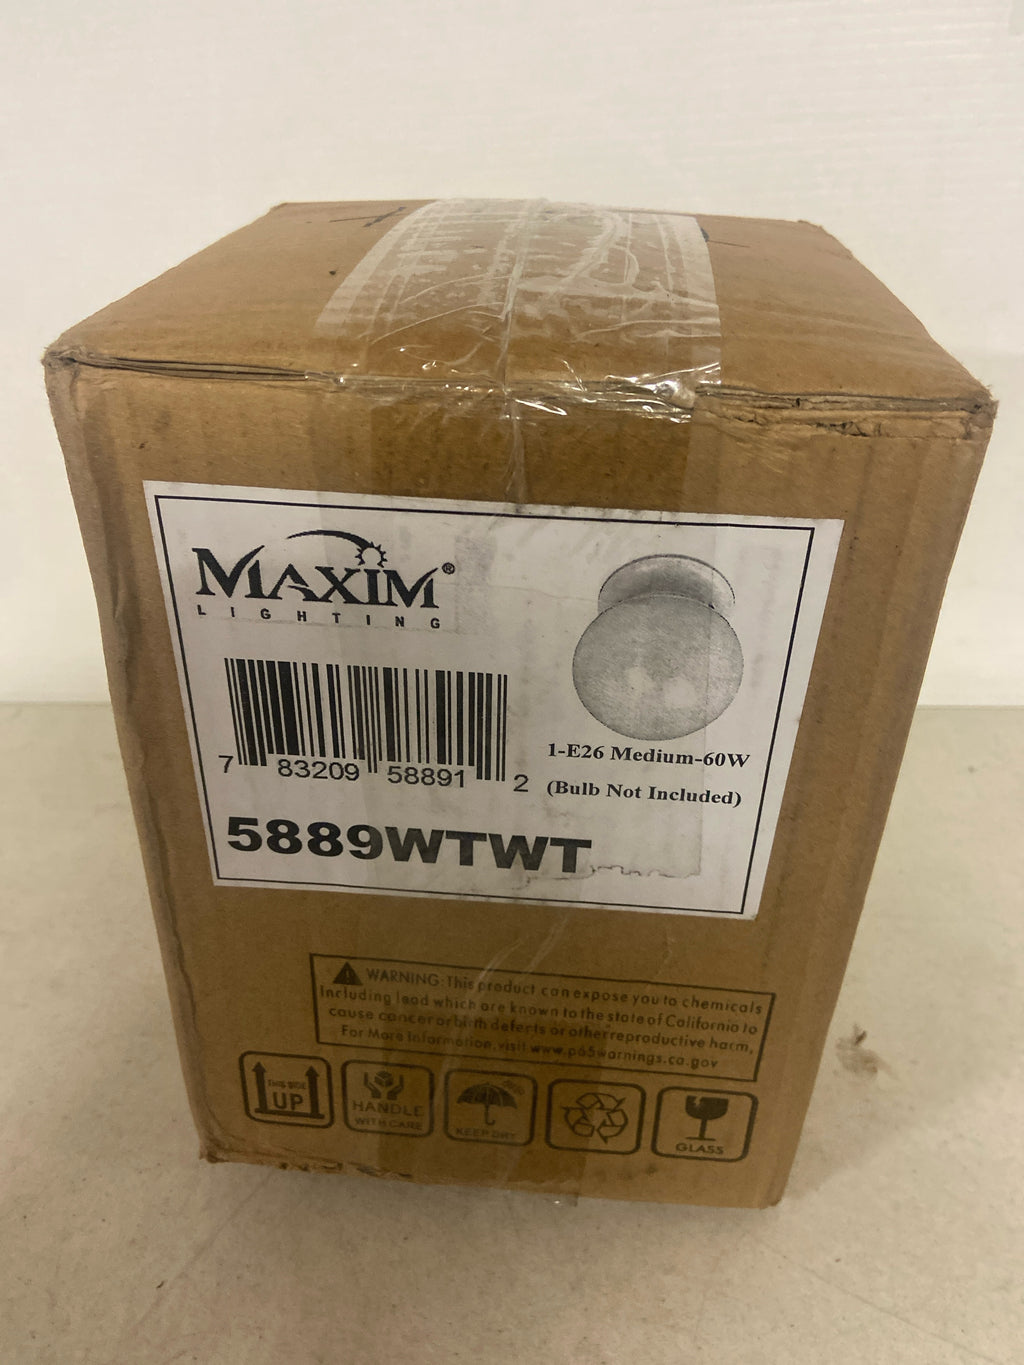 MAXIM®
LIGHTING
7 83209 58891 2
1-E26 Medium-60W
(Bulb Not Included)
5889WTWT
WARNING: This product can expose you to chemicals
Including lead which are known to the state of California to
cause cancer or birth defects or other reproductive harm,
For More Information, visit www.p65warnings.ca.gov
THIS SIDE
UP
HANDLE
WITH CARE
KEEP DRY
GLASS